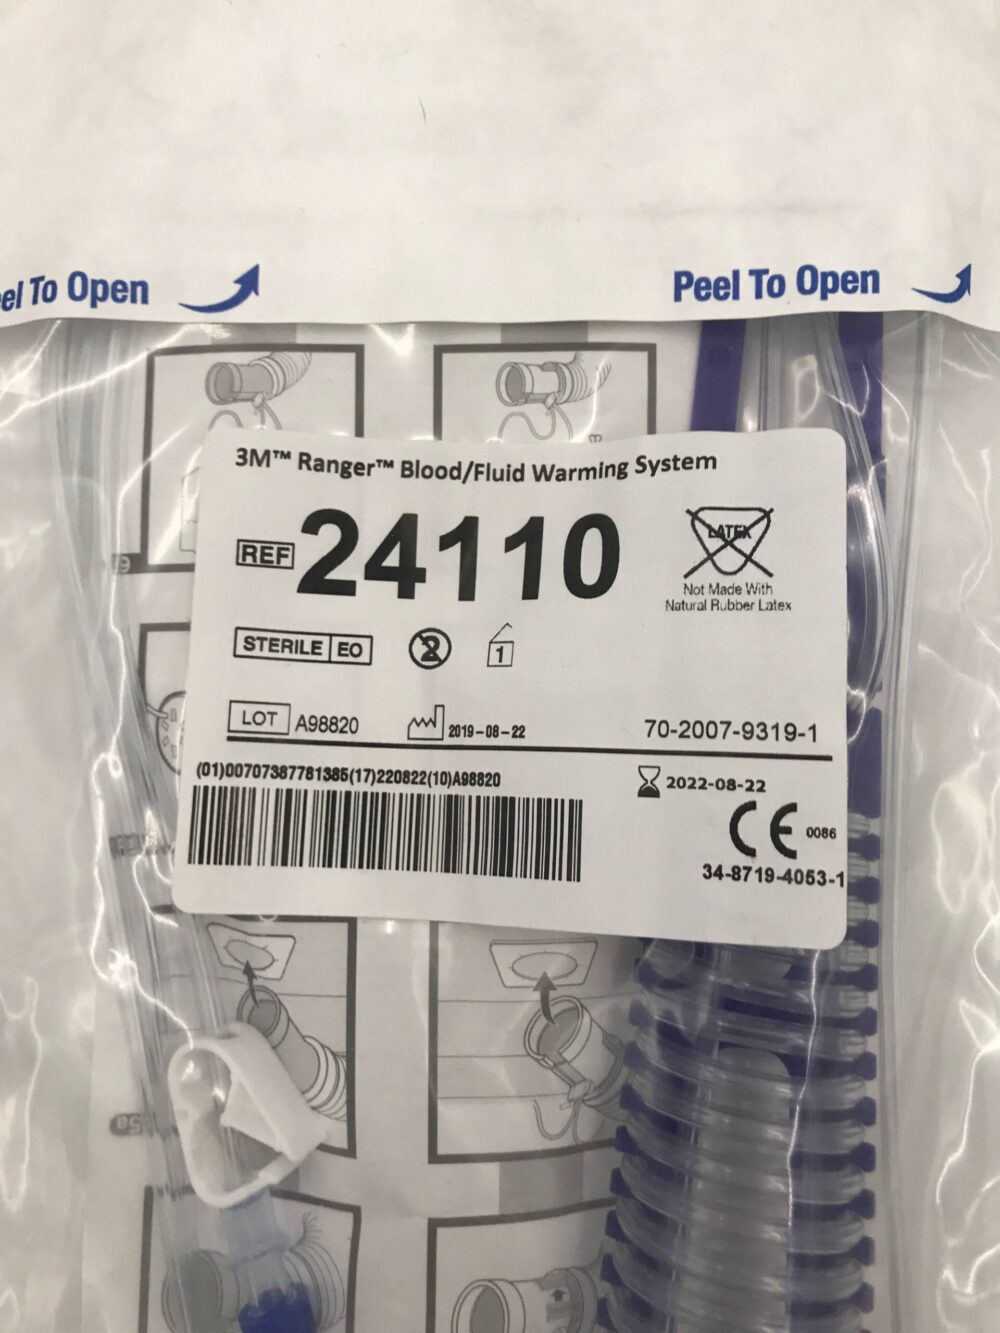 el To Open
Peel To Open
3M™ Ranger™ Blood/Fluid Warming System
REF 24110
LATEX
Not Made With
Natural Rubber Latex
STERILE EO
2
1
LOT A98820
2019-08-22
70-2007-9319-1
(01)00707387781385(17)220822(10)A98820
2022-08-22
CE 0086
34-8719-4053-1